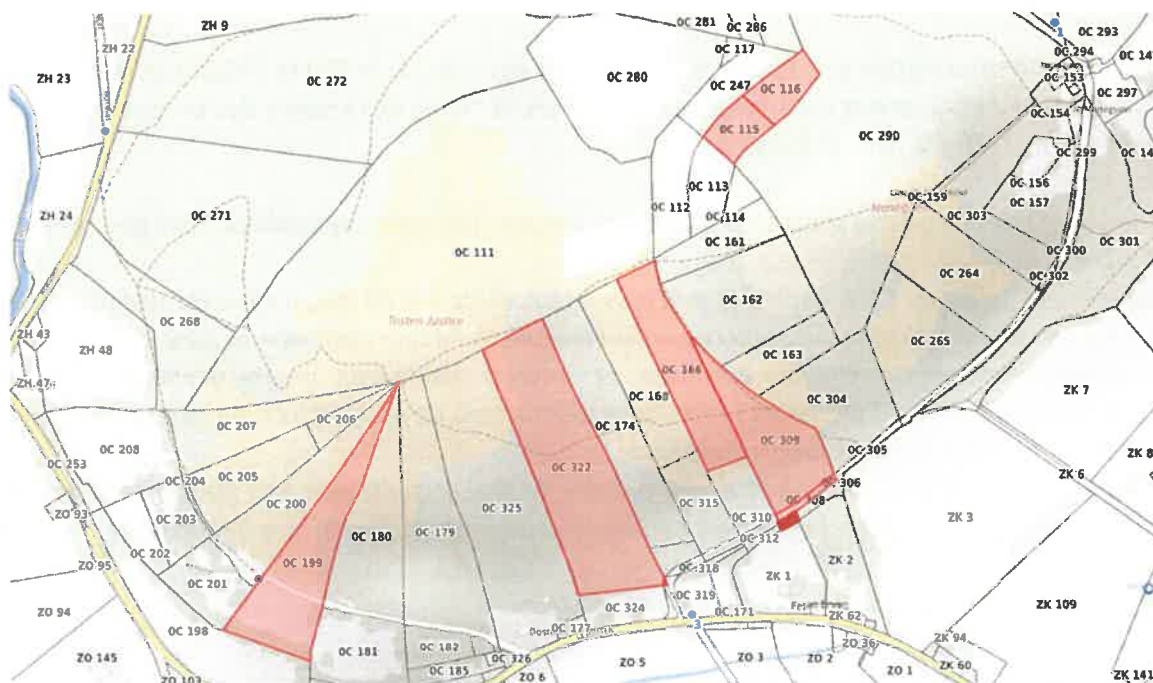 ZH 9
0C 281
0C 286
0C 293
ZH 22
0C 117
0C 294
ZH 23
0C 272
0C 280
0C 247
0C 116
0C 153
0C 297
0C 154
0C 115
0C 290
0C 299
0C 113
0C 156
0C 159
0C 157
ZH 24
0C 271
0C 112
0C 114
0C 303
0C 111
0C 161
0C 300
0C 301
0C 264
0C 302
0C 162
0C 268
ZH 43
ZH 48
0C 265
0C 163
0C 166
ZH 47
0C 168
0C 304
ZK 7
0C 207
0C 206
0C 174
0C 309
0C 208
0C 305
0C 253
0C 204
0C 205
0C 322
ZK 8
ZK 6
0C 306
0C 308
0C 200
0C 315
ZO 93
0C 203
0C 325
0C 310
ZK 3
0C 180
0C 179
0C 312
0C 202
ZO 95
0C 199
0C 318
ZK 2
0C 201
ZK 1
0C 319
ZO 94
0C 324
0C 171
ZK 109
ZK 62
0C 198
0C 177
3
ZK 94
0C 182
ZO 36
ZO 145
0C 181
0C 326
ZO 5
ZO 3
ZO 2
ZK 60
0C 185
ZO 6
ZO 1
ZK 141
ZO 103